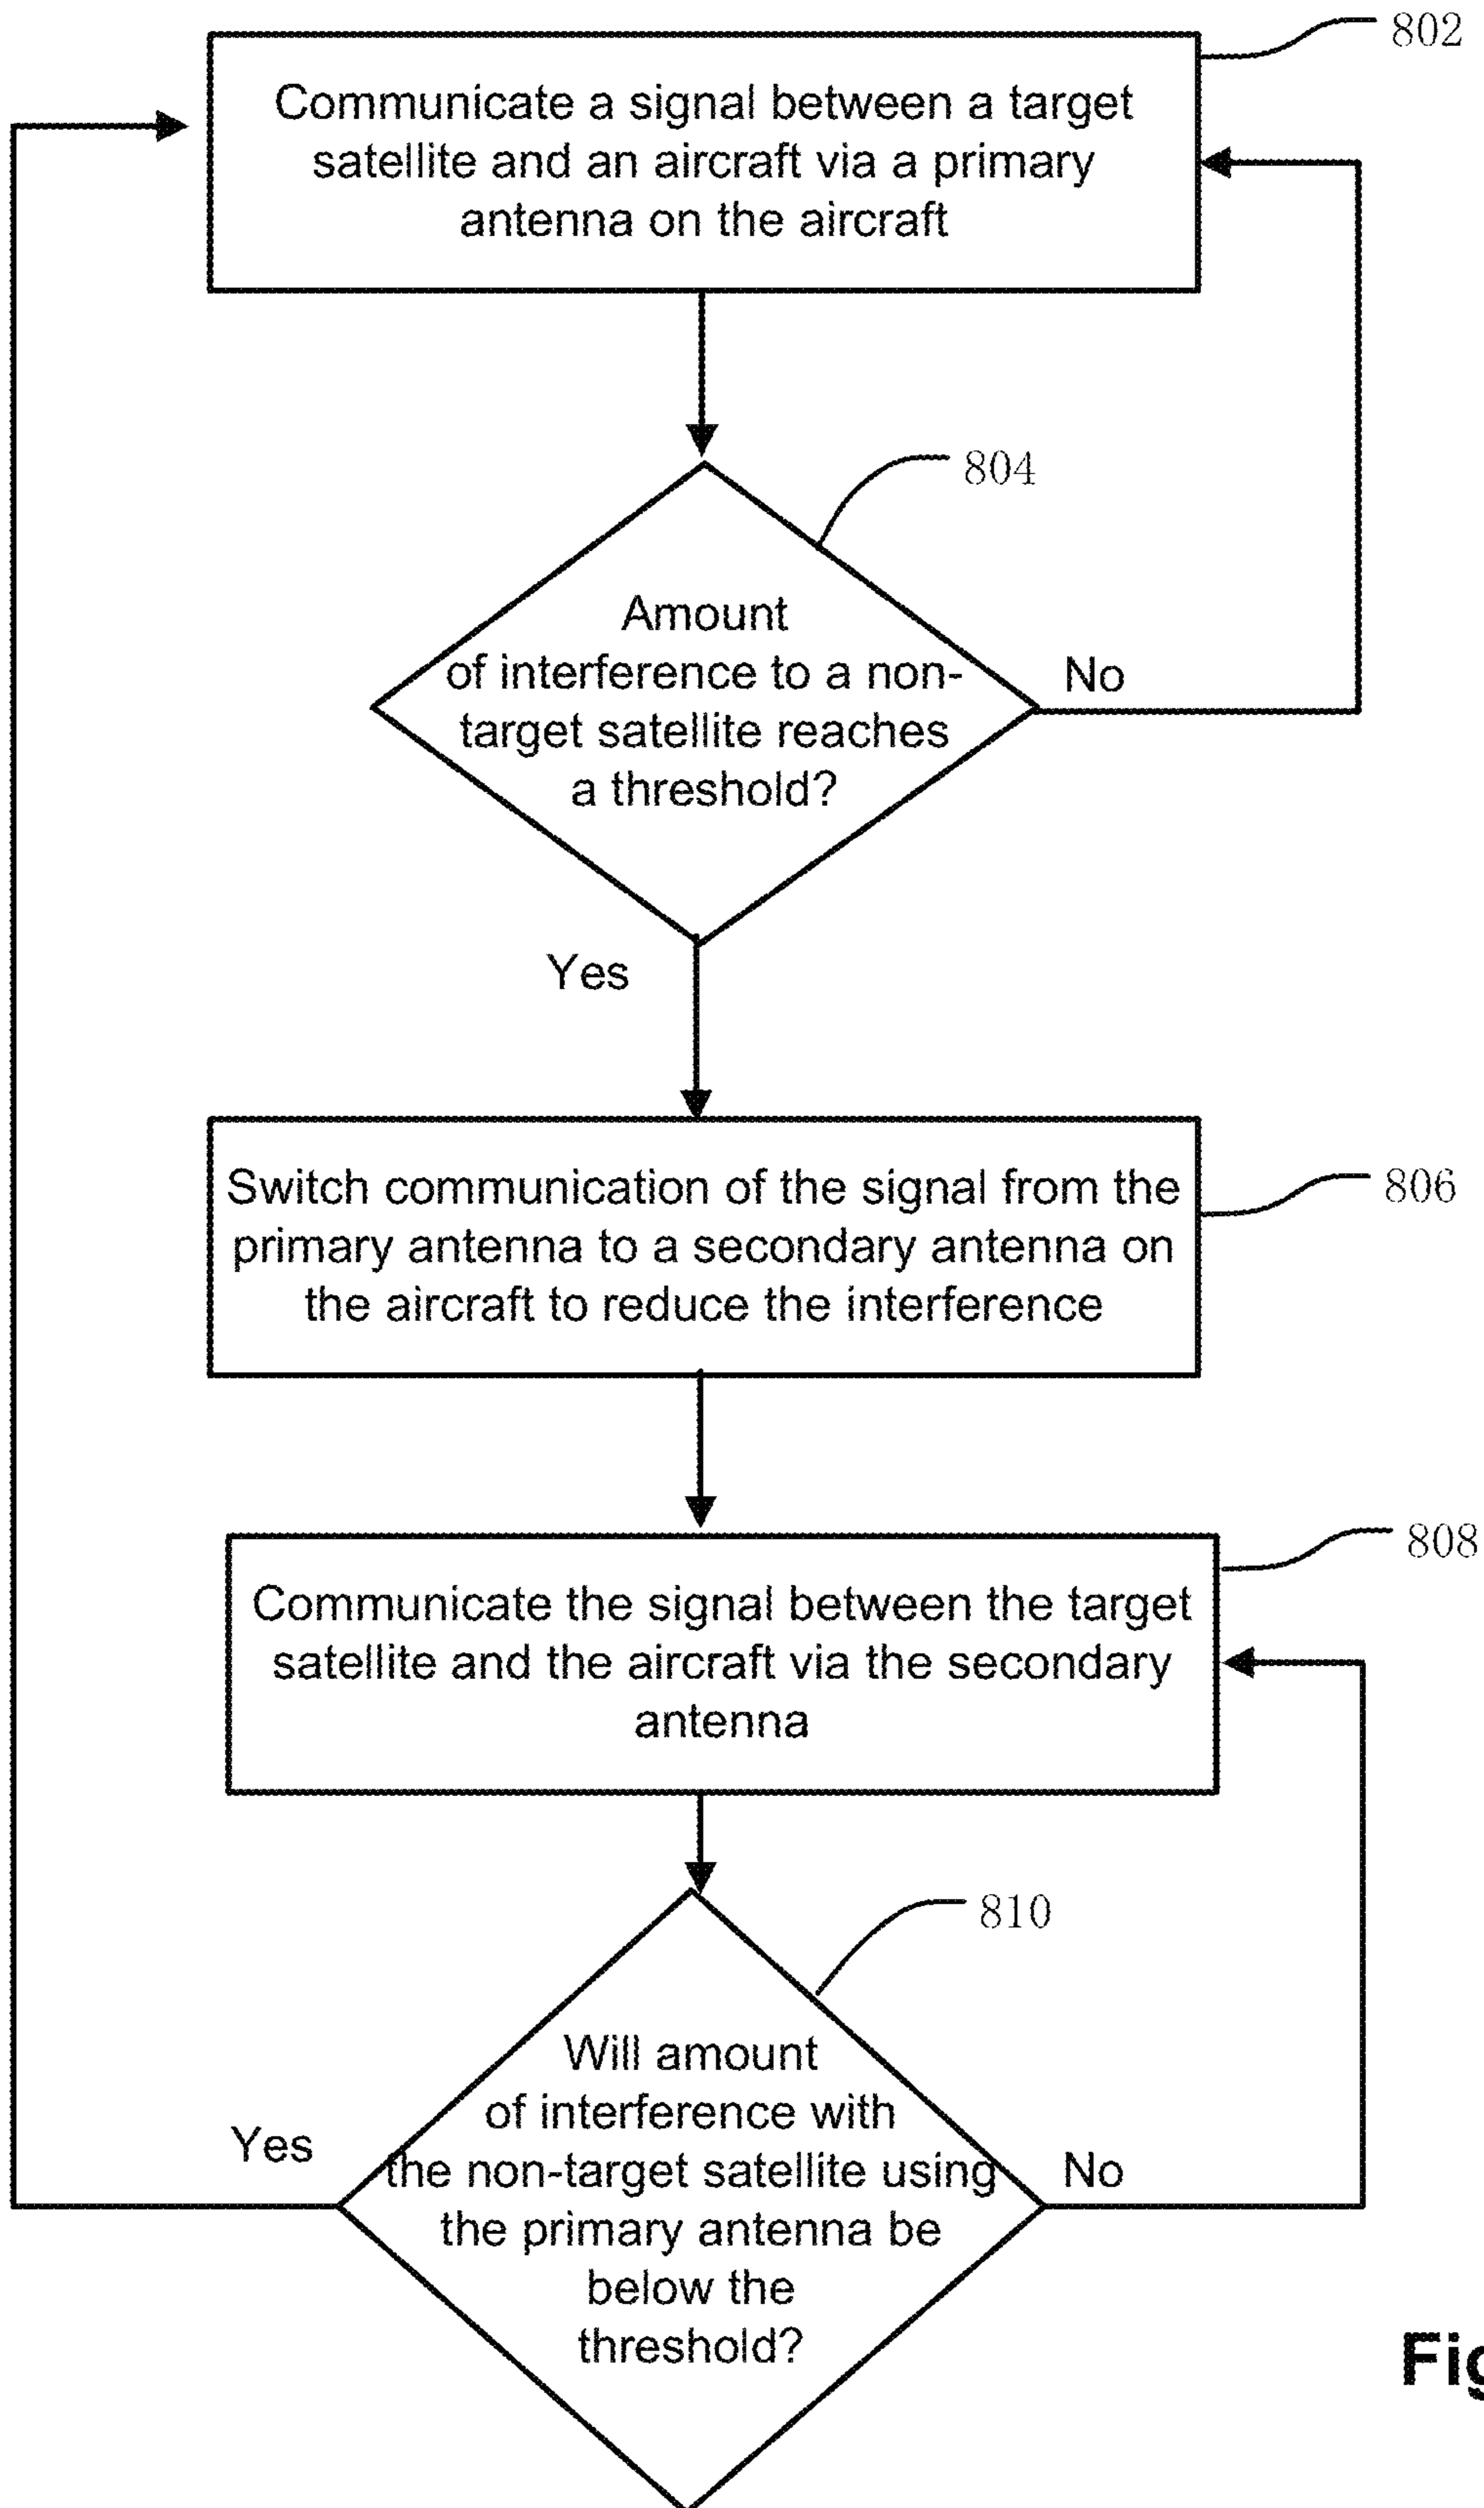 802
Communicate a signal between a target
satellite and an aircraft via a primary
antenna on the aircraft
804
Amount
of interference to a non-
target satellite reaches
a threshold?
No
Yes
806
Switch communication of the signal from the
primary antenna to a secondary antenna on
the aircraft to reduce the interference
808
Communicate the signal between the target
satellite and the aircraft via the secondary
antenna
810
Will amount
of interference with
the non-target satellite using
the primary antenna be
below the
threshold?
Yes
No
Fig